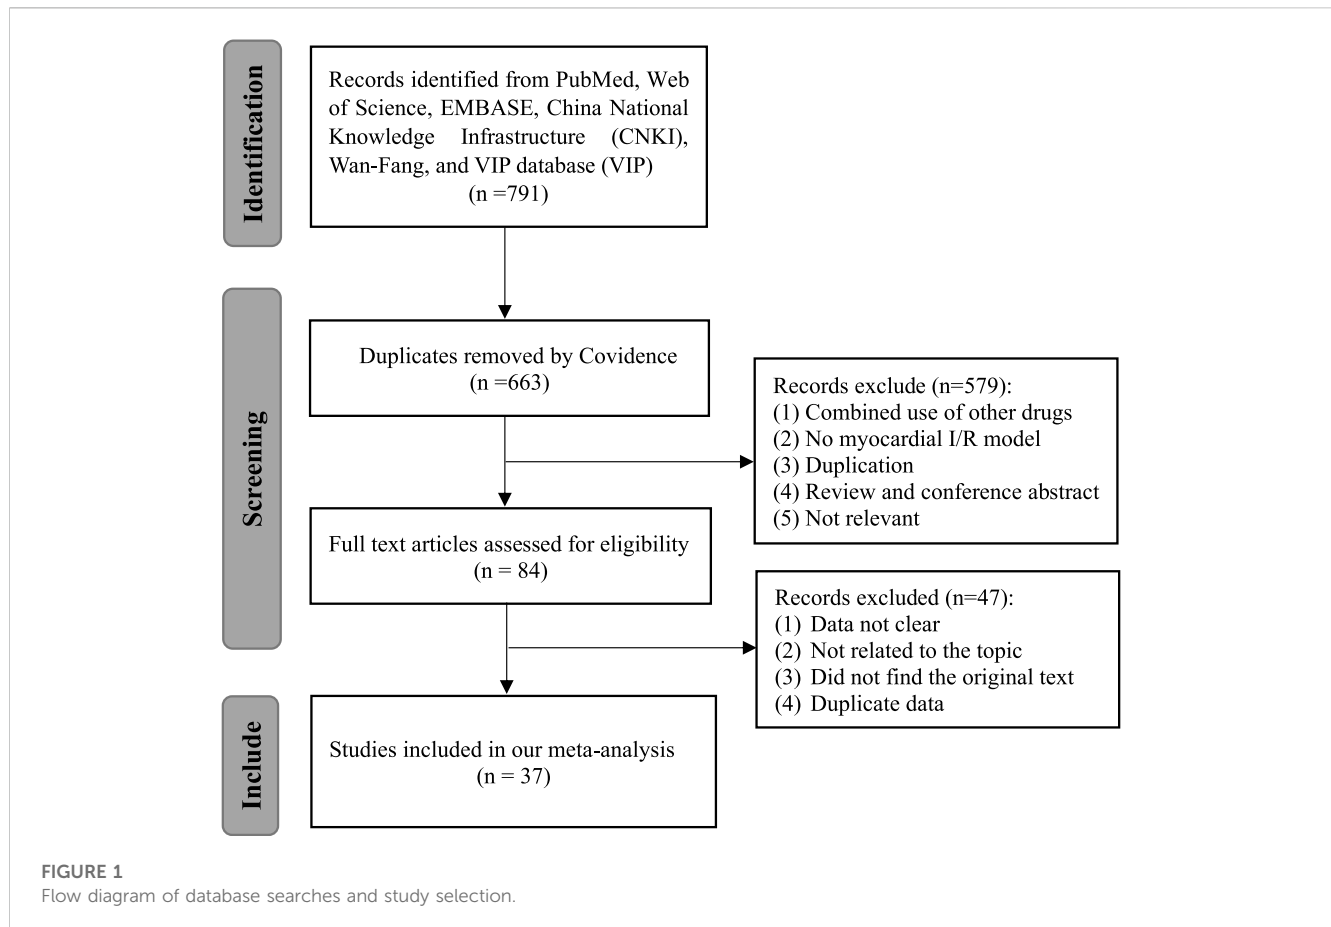 Identification
Records identified from PubMed, Web
of Science, EMBASE, China National
Knowledge Infrastructure (CNKI),
Wan-Fang, and VIP database (VIP)
(n =791)
Screening
Duplicates removed by Covidence
(n =663)
Records exclude (n=579):
(1) Combined use of other drugs
(2) No myocardial I/R model
(3) Duplication
(4) Review and conference abstract
(5) Not relevant
Full text articles assessed for eligibility
(n = 84)
Records excluded (n=47):
(1) Data not clear
(2) Not related to the topic
(3) Did not find the original text
(4) Duplicate data
Include
Studies included in our meta-analysis
(n = 37)
FIGURE 1
Flow diagram of database searches and study selection.